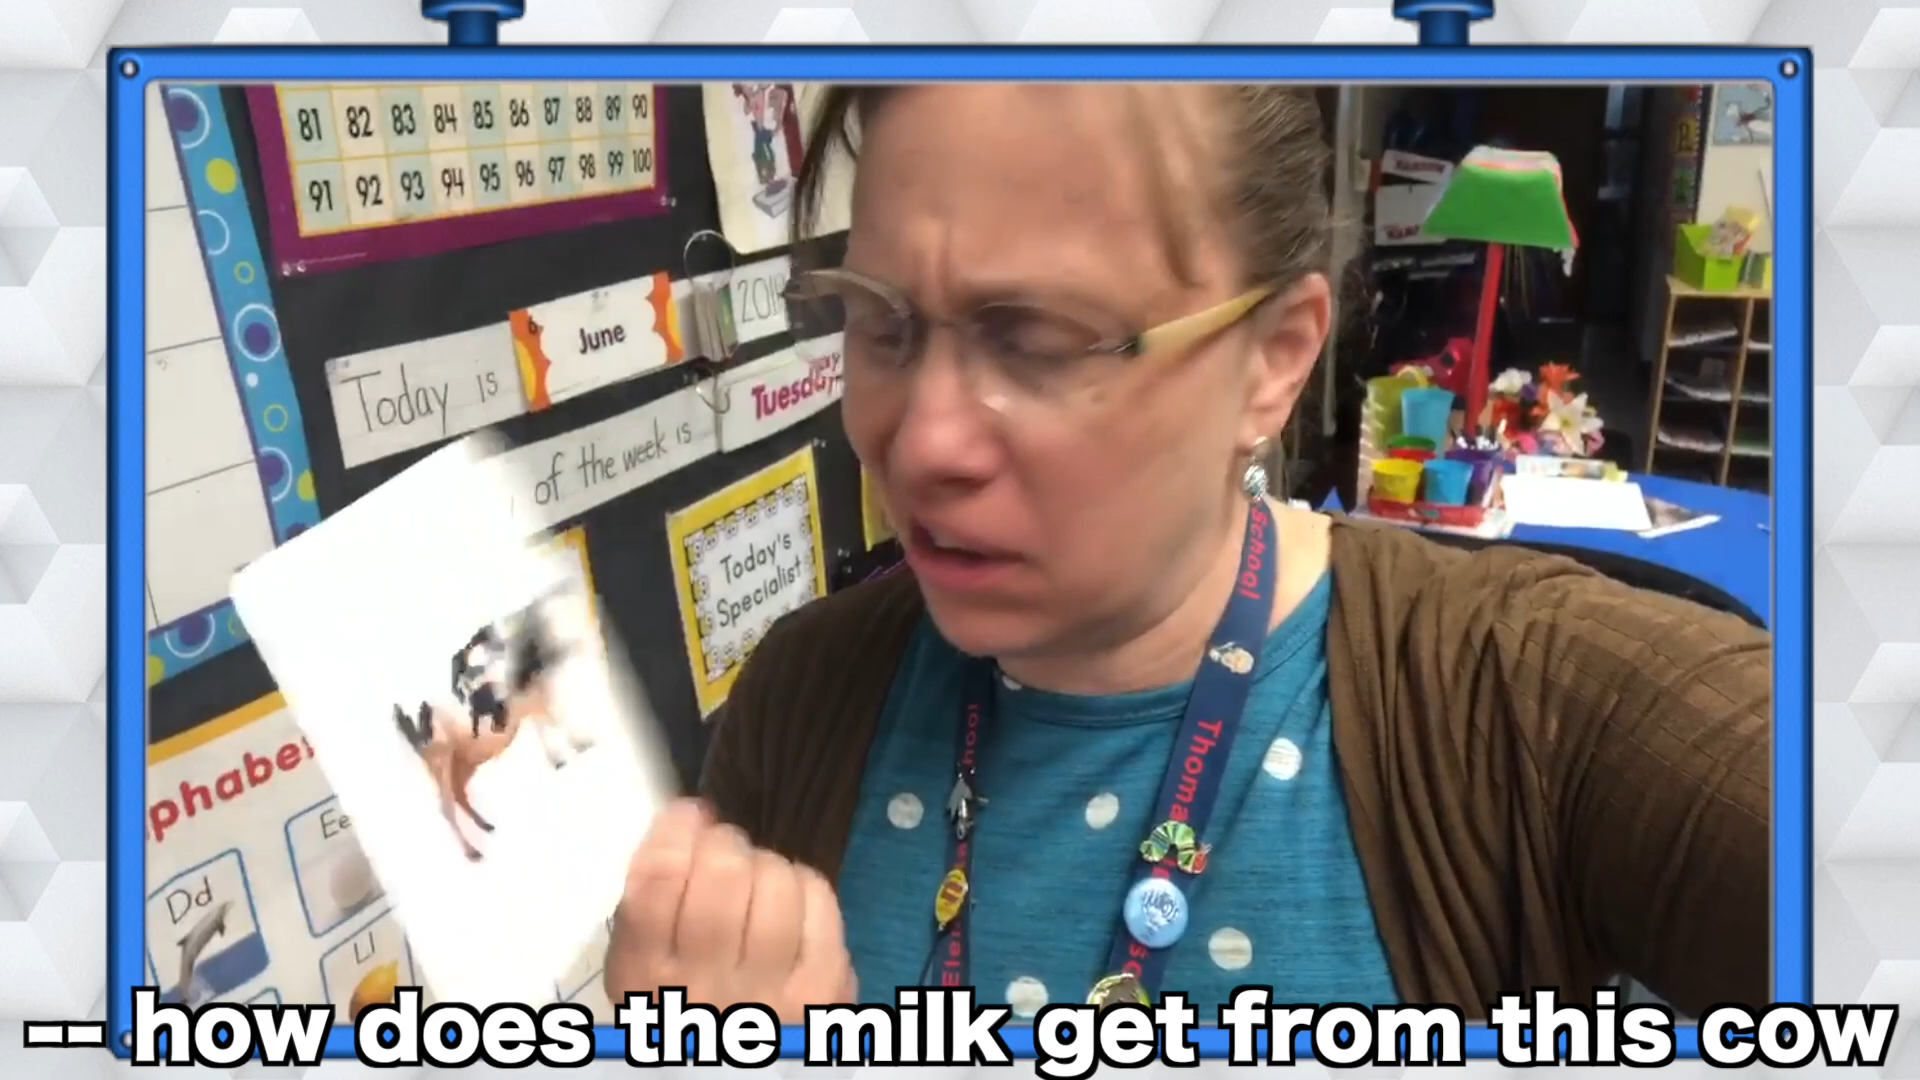 81 82 83 84 85 86 87 88 89 90
91 92 93 94 95 96 97 98 99 100
Today is
June
of the week is
Tuesday
Today's
Specialist
Ee
Dd
Ll
school
Thoma
-- how does the milk get from this cow